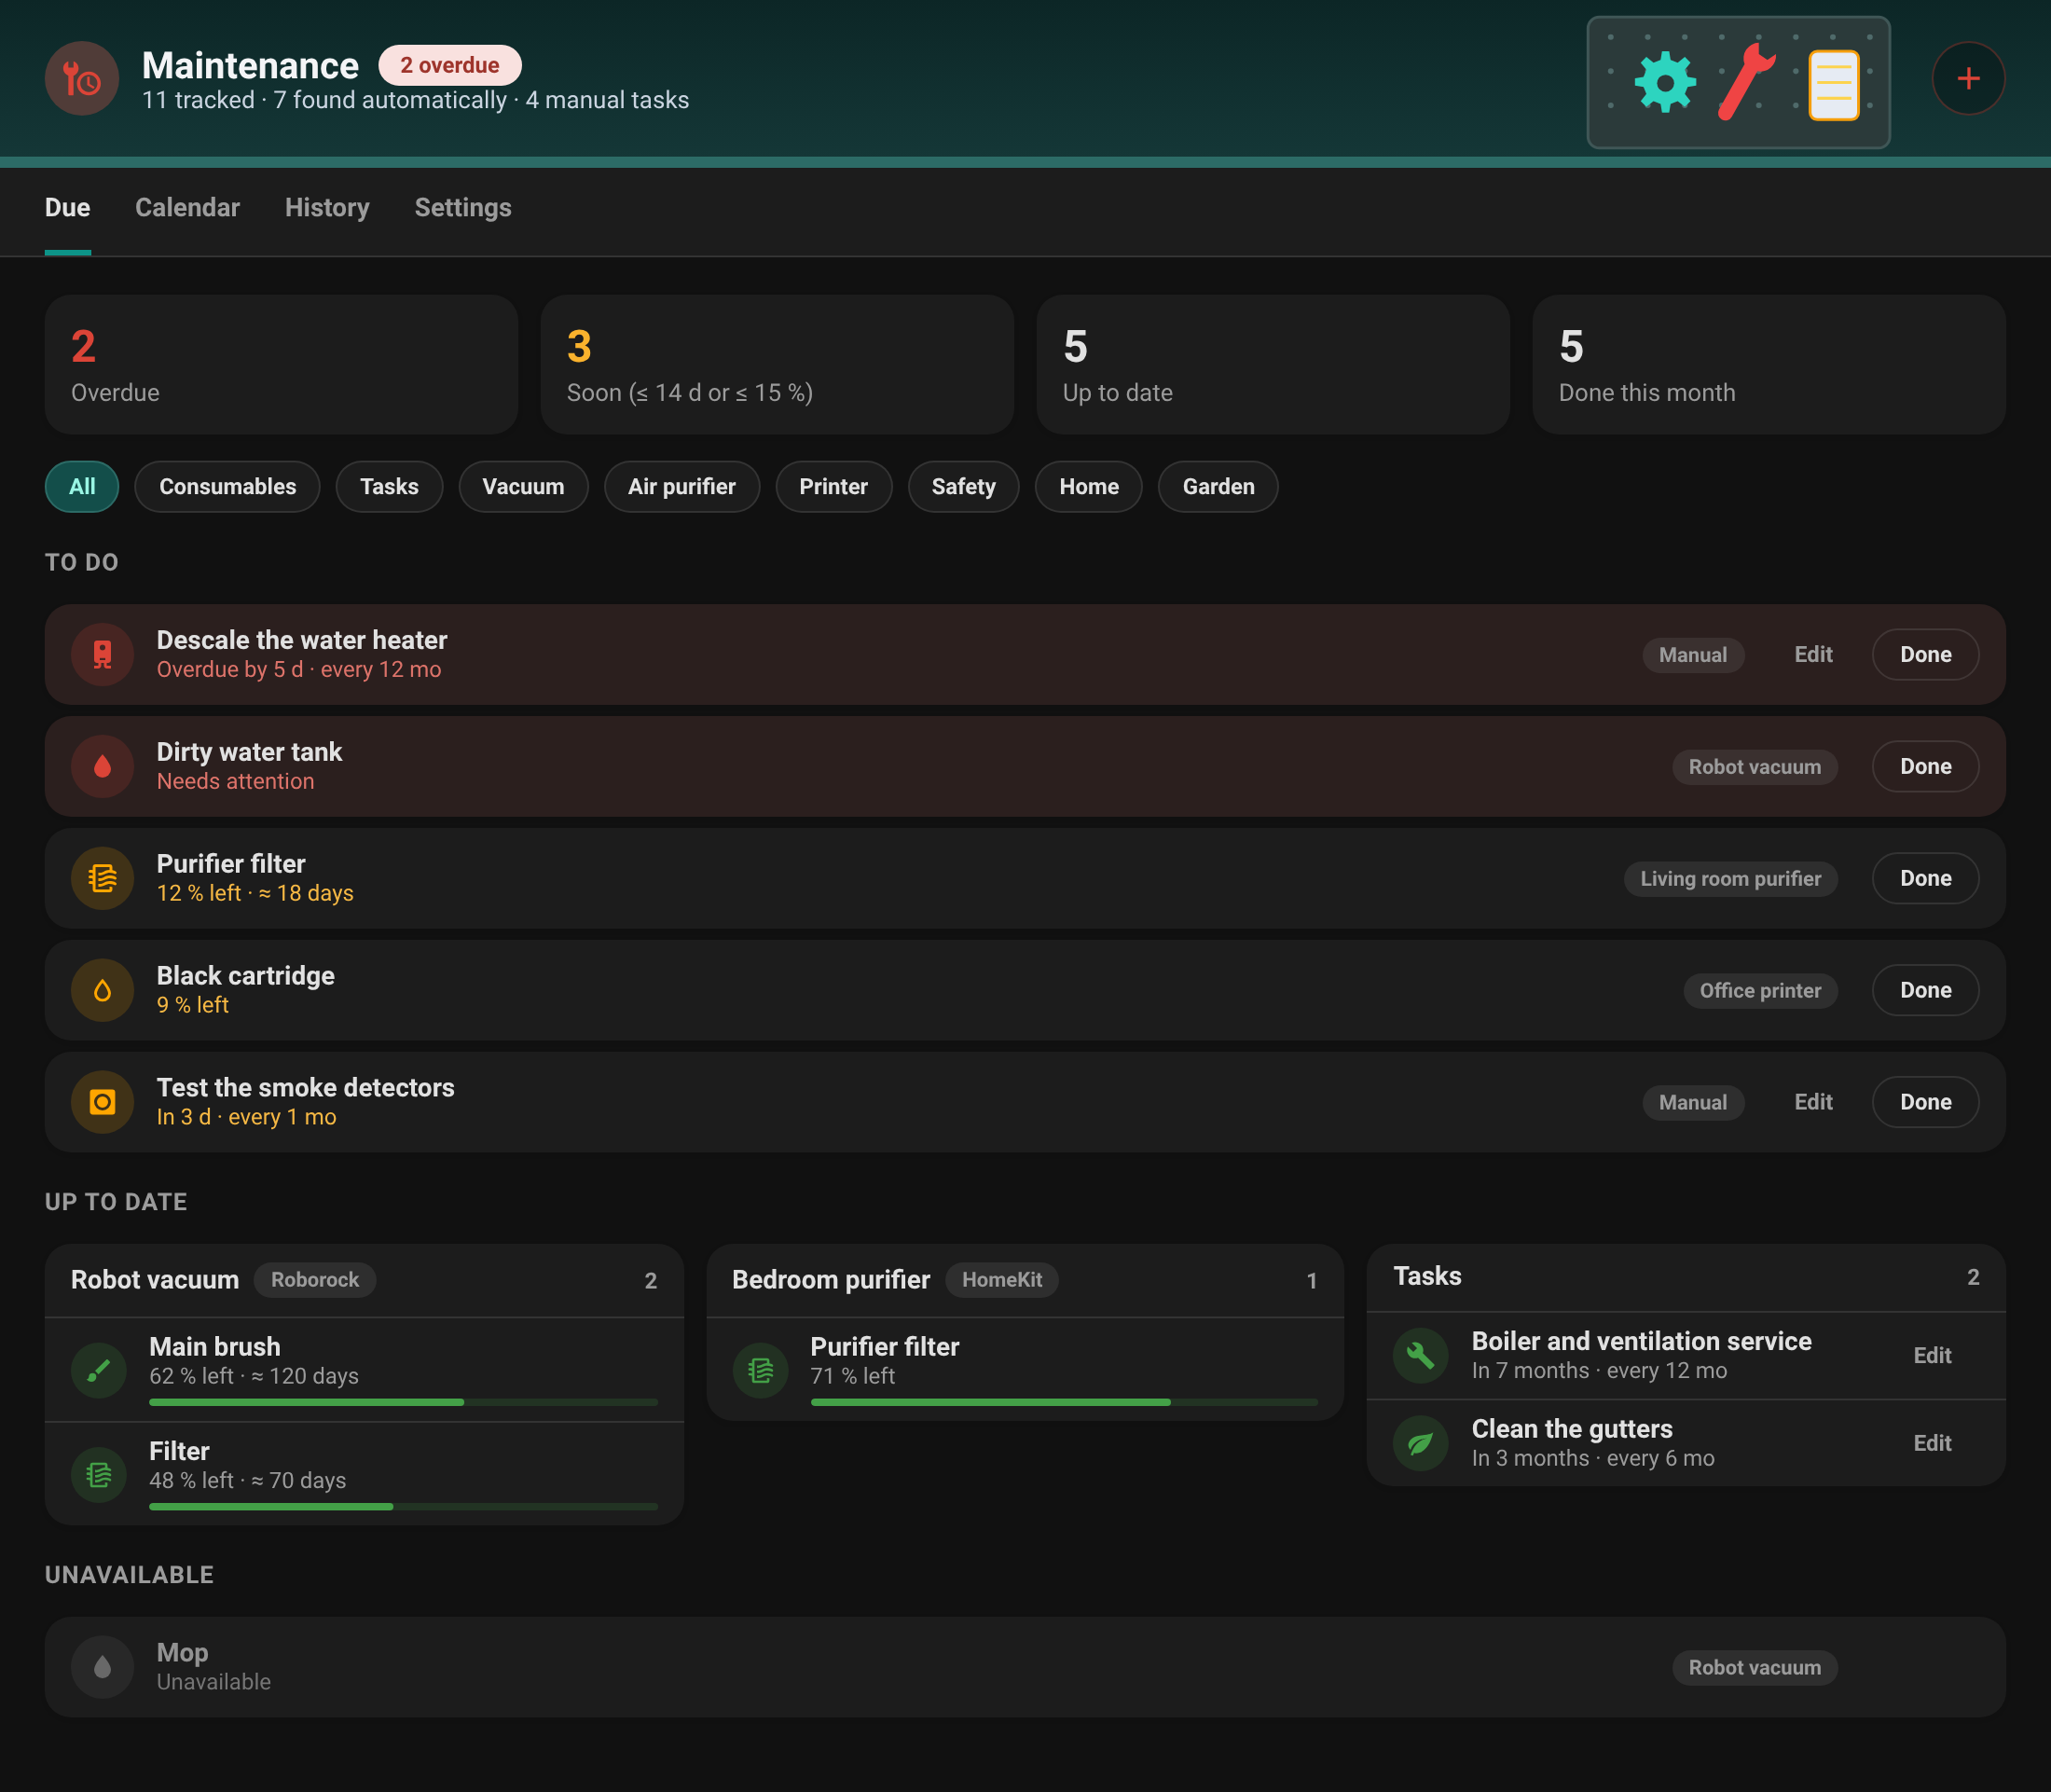 Maintenance 2 overdue
11 tracked · 7 found automatically · 4 manual tasks
Due Calendar History Settings
2
Overdue
3
Soon (≤ 14 d or ≤ 15 %)
5
Up to date
5
Done this month
All Consumables Tasks Vacuum Air purifier Printer Safety Home Garden
TO DO
Descale the water heater
Overdue by 5 d · every 12 mo
Manual Edit Done
Dirty water tank
Needs attention
Robot vacuum Done
Purifier filter
12 % left · ≈ 18 days
Living room purifier Done
Black cartridge
9 % left
Office printer Done
Test the smoke detectors
In 3 d · every 1 mo
Manual Edit Done
UP TO DATE
Robot vacuum Roborock 2
Main brush
62 % left · ≈ 120 days
Filter
48 % left · ≈ 70 days
Bedroom purifier HomeKit 1
Purifier filter
71 % left
Tasks 2
Boiler and ventilation service
In 7 months · every 12 mo
Edit
Clean the gutters
In 3 months · every 6 mo
Edit
UNAVAILABLE
Mop
Unavailable
Robot vacuum